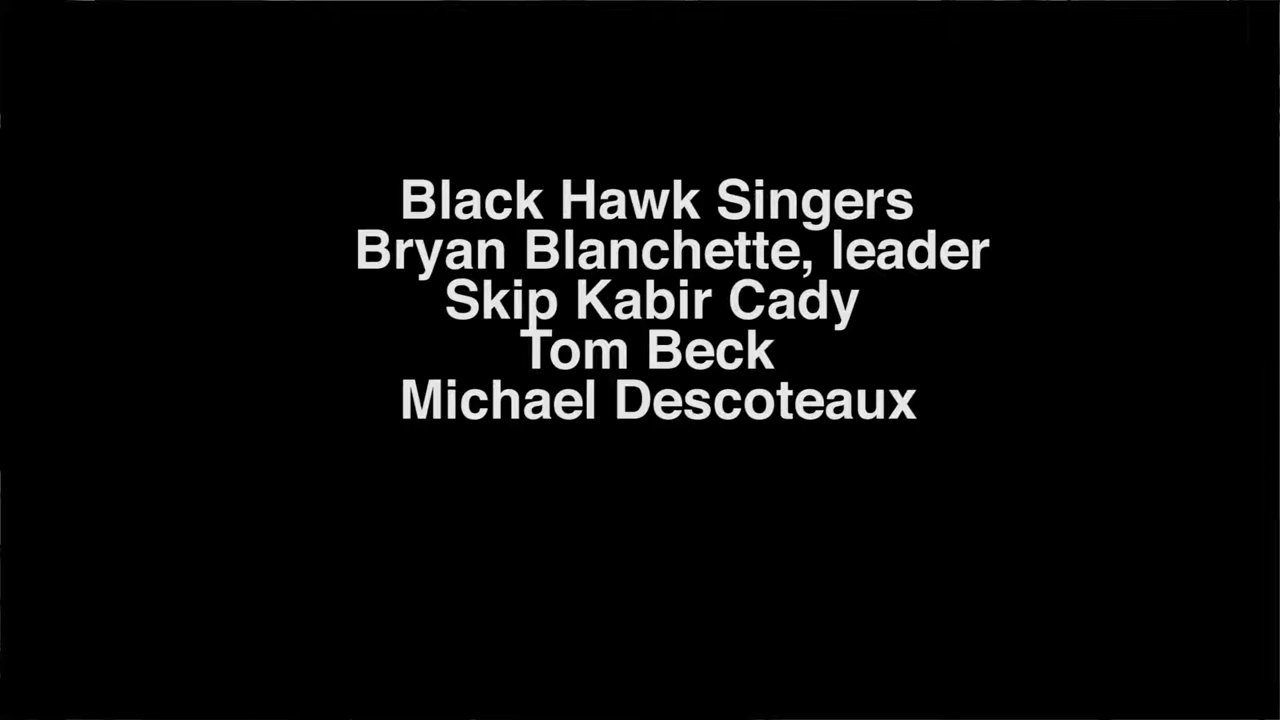 Black Hawk Singers
Bryan Blanchette, leader
Skip Kabir Cady
Tom Beck
Michael Descoteaux